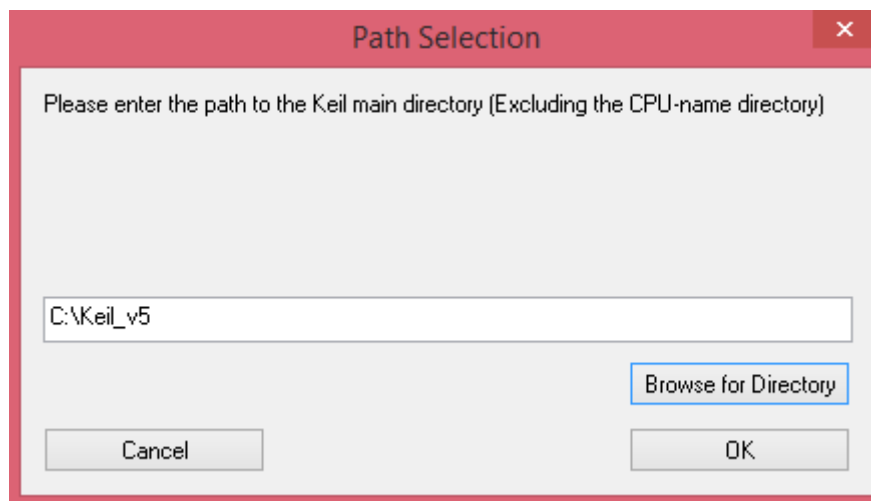 Path Selection
Please enter the path to the Keil main directory (Excluding the CPU-name directory)
C:\Keil_v5
Browse for Directory
Cancel
OK